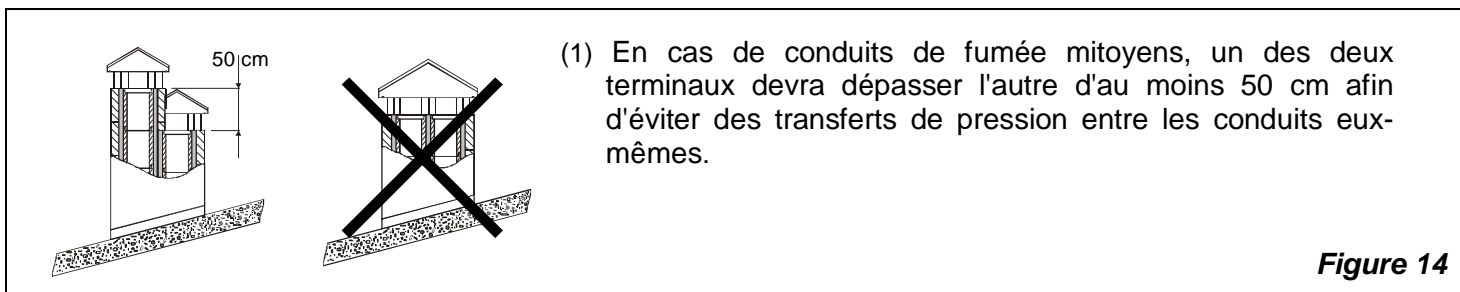 50 cm
(1) En cas de conduits de fumée mitoyens, un des deux
terminaux devra dépasser l'autre d'au moins 50 cm afin
d'éviter des transferts de pression entre les conduits eux-
mêmes.
Figure 14